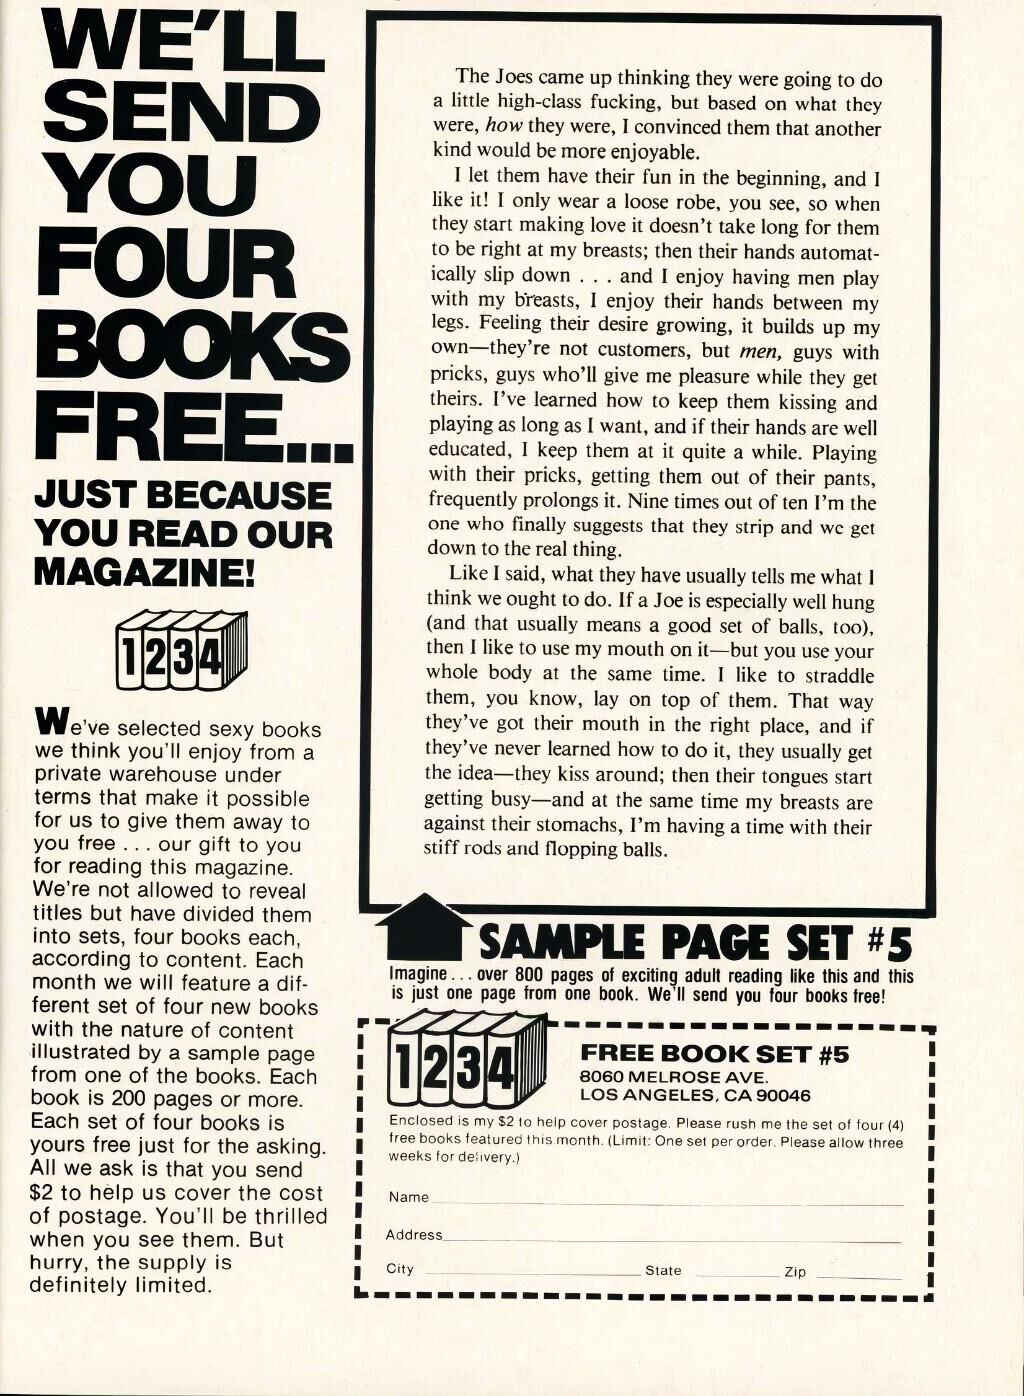 WE'LL
SEND
YOU
FOUR
BOOKS
FREE...
JUST BECAUSE
YOU READ OUR
MAGAZINE!
1234
We've selected sexy books
we think you'll enjoy from a
private warehouse under
terms that make it possible
for us to give them away to
you free ... our gift to you
for reading this magazine.
We're not allowed to reveal
titles but have divided them
into sets, four books each,
according to content. Each
month we will feature a dif-
ferent set of four new books
with the nature of content
illustrated by a sample page
from one of the books. Each
book is 200 pages or more.
Each set of four books is
yours free just for the asking.
All we ask is that you send
$2 to help us cover the cost
of postage. You'll be thrilled
when you see them. But
hurry, the supply is
definitely limited.
The Joes came up thinking they were going to do
a little high-class fucking, but based on what they
were, how they were, I convinced them that another
kind would be more enjoyable.
I let them have their fun in the beginning, and I
like it! I only wear a loose robe, you see, so when
they start making love it doesn't take long for them
to be right at my breasts; then their hands automat-
ically slip down . . . and I enjoy having men play
with my breasts, I enjoy their hands between my
legs. Feeling their desire growing, it builds up my
own—they're not customers, but men, guys with
pricks, guys who'll give me pleasure while they get
theirs. I've learned how to keep them kissing and
playing as long as I want, and if their hands are well
educated, I keep them at it quite a while. Playing
with their pricks, getting them out of their pants,
frequently prolongs it. Nine times out of ten I'm the
one who finally suggests that they strip and we get
down to the real thing.
Like I said, what they have usually tells me what I
think we ought to do. If a Joe is especially well hung
(and that usually means a good set of balls, too),
then I like to use my mouth on it—but you use your
whole body at the same time. I like to straddle
them, you know, lay on top of them. That way
they've got their mouth in the right place, and if
they've never learned how to do it, they usually get
the idea—they kiss around; then their tongues start
getting busy—and at the same time my breasts are
against their stomachs, I'm having a time with their
stiff rods and flopping balls.
SAMPLE PAGE SET #5
Imagine ... over 800 pages of exciting adult reading like this and this
is just one page from one book. We'll send you four books free!
1234
FREE BOOK SET #5
8060 MELROSE AVE.
LOS ANGELES, CA 90046
Enclosed is my $2 to help cover postage. Please rush me the set of four (4)
free books featured this month. (Limit: One set per order. Please allow three
weeks for delivery.)
Name
Address
City State Zip